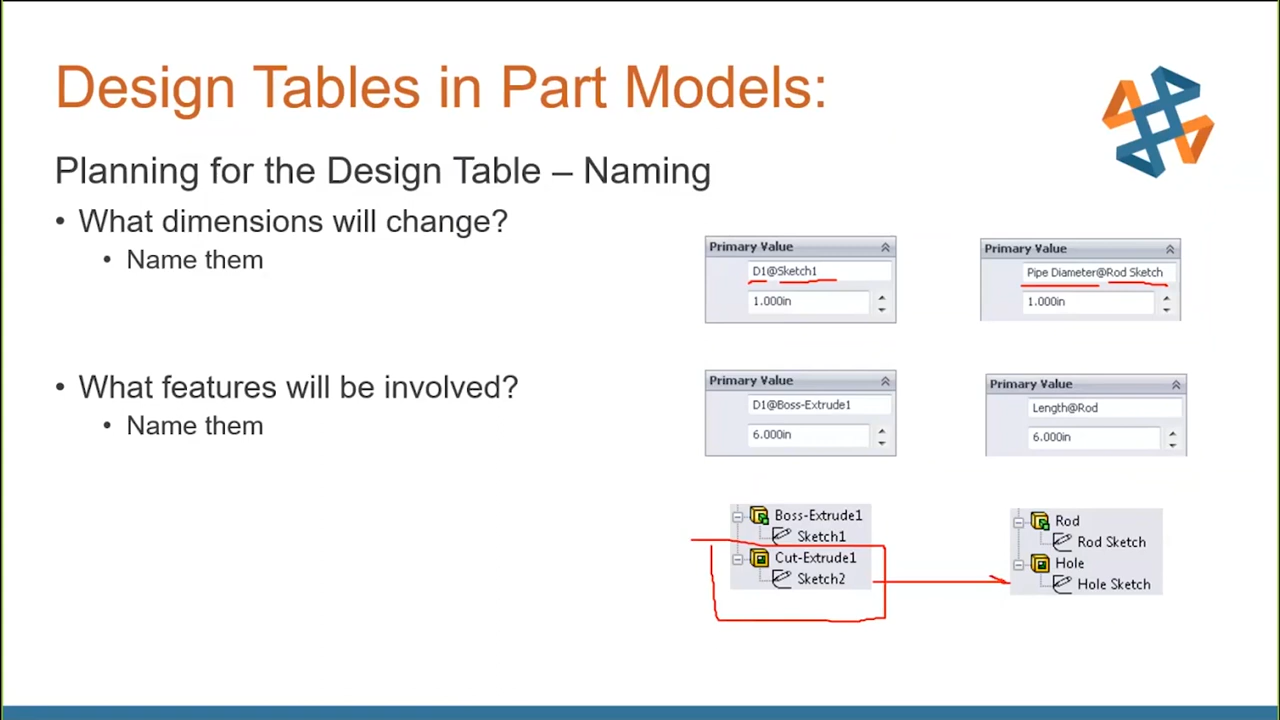 Design Tables in Part Models:
Planning for the Design Table – Naming
• What dimensions will change?
• Name them
Primary Value
D1@Sketch1
1.000in
Primary Value
Pipe Diameter@Rod Sketch
1.000in
• What features will be involved?
• Name them
Primary Value
D1@Boss-Extrude1
6.000in
Primary Value
Length@Rod
6.000in
Boss-Extrude1
Sketch1
Cut-Extrude1
Sketch2
Rod
Rod Sketch
Hole
Hole Sketch